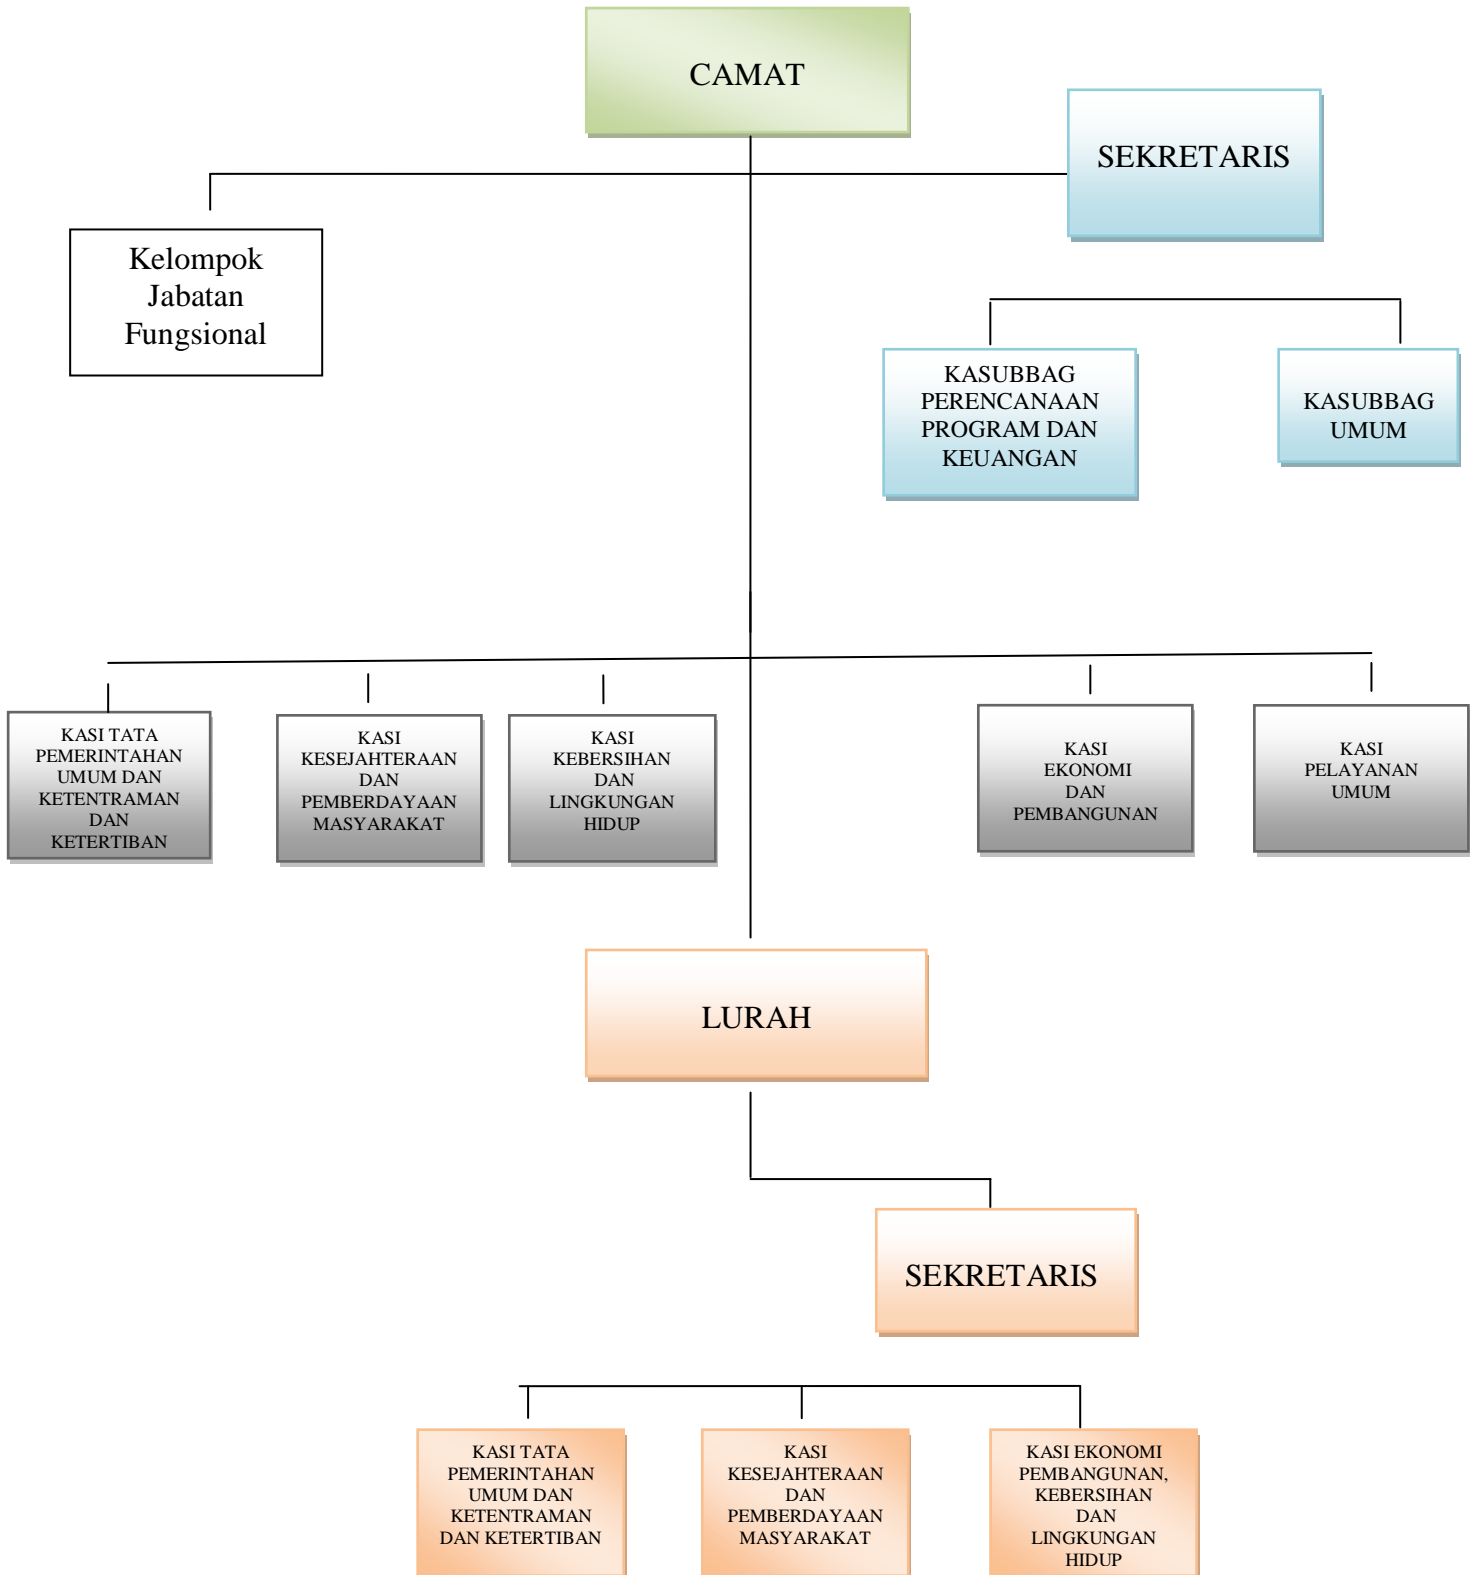 CAMAT
SEKRETARIS
Kelompok
Jabatan
Fungsional
KASUBBAG
PERENCANAAN
PROGRAM DAN
KEUANGAN
KASUBBAG
UMUM
KASI TATA
PEMERINTAHAN
UMUM DAN
KETENTRAMAN
DAN
KETERTIBAN
KASI
KESEJAHTERAAN
DAN
PEMBERDAYAAN
MASYARAKAT
KASI
KEBERSIHAN
DAN
LINGKUNGAN
HIDUP
KASI
EKONOMI
DAN
PEMBANGUNAN
KASI
PELAYANAN
UMUM
LURAH
SEKRETARIS
KASI TATA
PEMERINTAHAN
UMUM DAN
KETENTRAMAN
DAN KETERTIBAN
KASI
KESEJAHTERAAN
DAN
PEMBERDAYAAN
MASYARAKAT
KASI EKONOMI
PEMBANGUNAN,
KEBERSIHAN
DAN
LINGKUNGAN
HIDUP